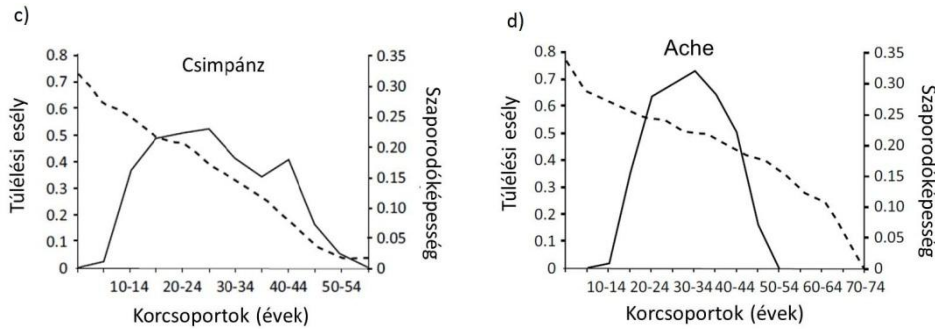 c)
Csimpánz
Túlélési esély
0.8
0.7
0.6
0.5
0.4
0.3
0.2
0.1
0
0.35
0.30
0.25
0.20
0.15
0.10
0.05
0
Szaporodóképesség
10-14 20-24 30-34 40-44 50-54
Korcsoportok (évek)
d)
Ache
Túlélési esély
0.8
0.7
0.6
0.5
0.4
0.3
0.2
0.1
0
0.35
0.30
0.25
0.20
0.15
0.10
0.05
0
Szaporodóképesség
10-14 20-24 30-34 40-44 50-54 60-64 70-74
Korcsoportok (évek)